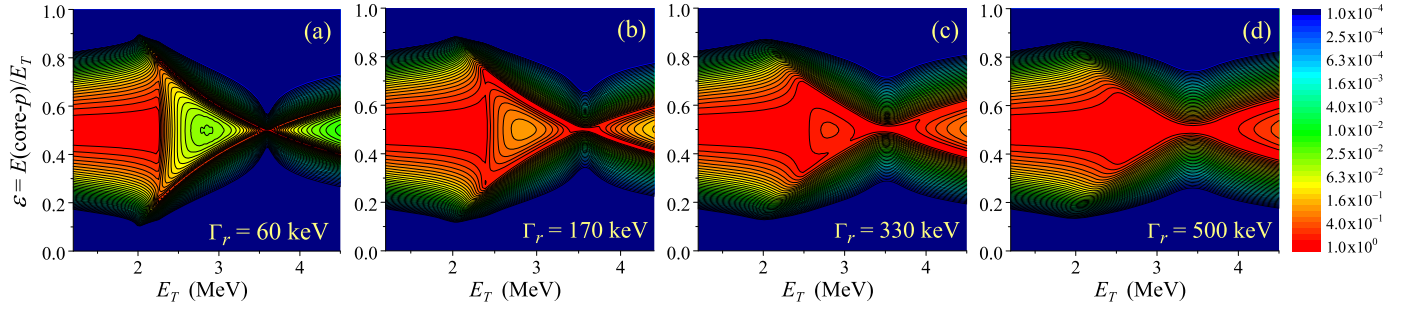 ε = E(core-p)/E_T
1.0
0.8
0.6
0.4
0.2
0.0
(a)
Γ_r = 60 keV
2 3 4
E_T (MeV)
1.0
0.8
0.6
0.4
0.2
0.0
(b)
Γ_r = 170 keV
2 3 4
E_T (MeV)
1.0
0.8
0.6
0.4
0.2
0.0
(c)
Γ_r = 330 keV
2 3 4
E_T (MeV)
1.0
0.8
0.6
0.4
0.2
0.0
(d)
Γ_r = 500 keV
2 3 4
E_T (MeV)
1.0x10⁻⁴
2.5x10⁻⁴
6.3x10⁻⁴
1.0x10⁻³
4.0x10⁻³
1.0x10⁻²
2.5x10⁻²
6.3x10⁻²
1.6x10⁻¹
4.0x10⁻¹
1.0x10⁰